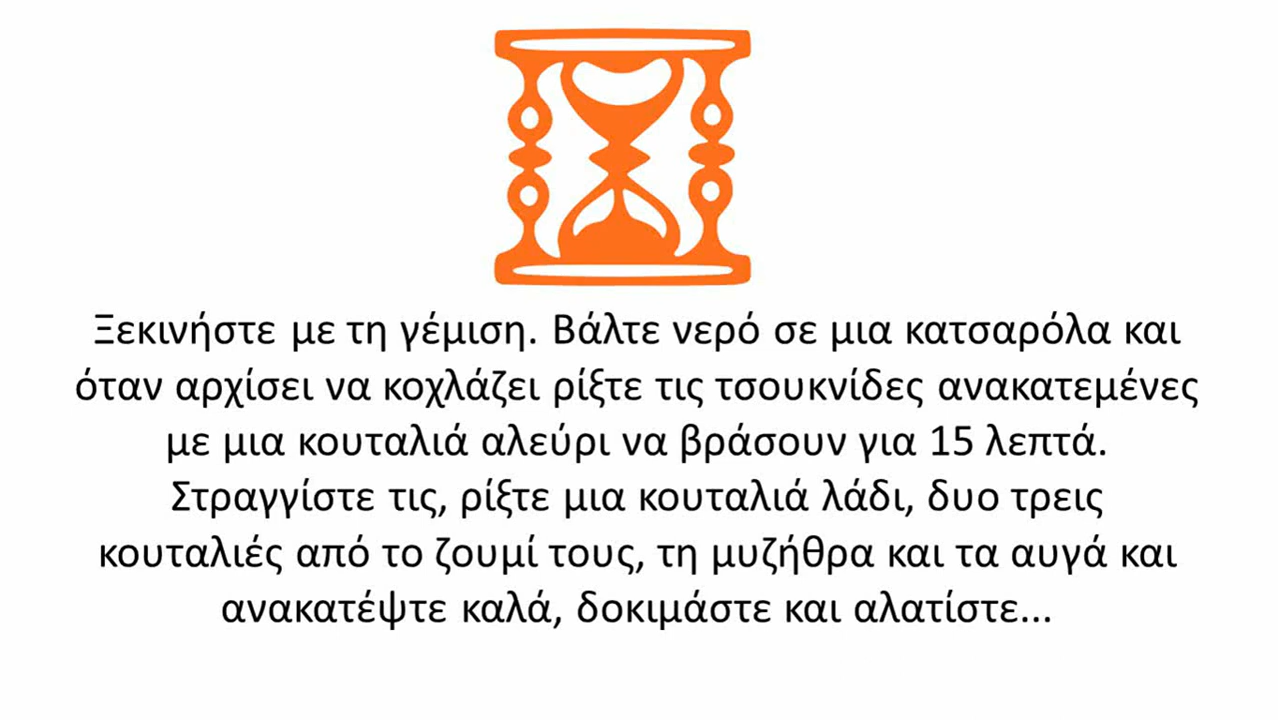 Ξεκινήστε με τη γέμιση. Βάλτε νερό σε μια κατσαρόλα και
όταν αρχίσει να κοχλάζει ρίξτε τις τσουκνίδες ανακατεμένες
με μια κουταλιά αλεύρι να βράσουν για 15 λεπτά.
Στραγγίστε τις, ρίξτε μια κουταλιά λάδι, δυο τρεις
κουταλιές από το ζουμί τους, τη μυζήθρα και τα αυγά και
ανακατέψτε καλά, δοκιμάστε και αλατίστε...